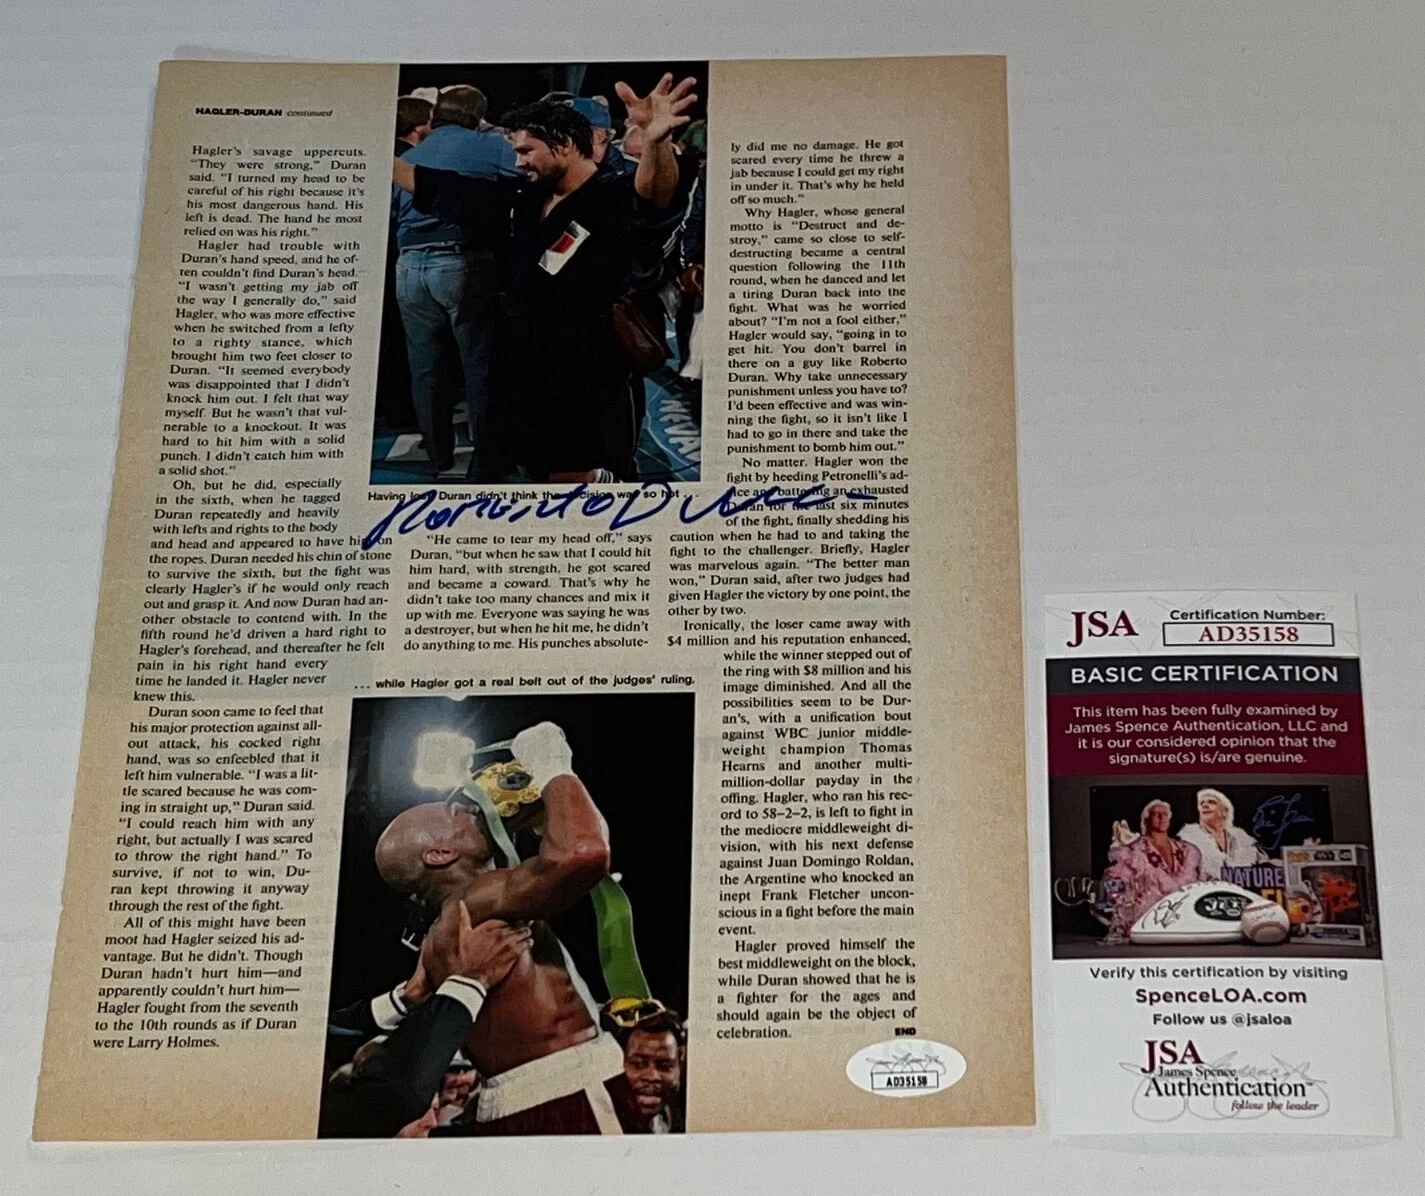 HAGLER-DURAN continued
Hagler's savage uppercuts.
"They were strong," Duran
said. "I turned my head to be
careful of his right because it's
his most dangerous hand. His
left is dead. The hand he most
relied on was his right."
Hagler had trouble with
Duran's hand speed, and he of-
ten couldn't find Duran's head.
"I wasn't getting my jab off
the way I generally do," said
Hagler, who was more effective
when he switched from a lefty
to a righty stance, which
brought him two feet closer to
Duran. "It seemed everybody
was disappointed that I didn't
knock him out. I felt that way
myself. But he wasn't that vul-
nerable to a knockout. It was
hard to hit him with a solid
punch. I didn't catch him with
a solid shot."
Oh, but he did, especially
in the sixth, when he tagged
Duran repeatedly and heavily
with lefts and rights to the body
and head and appeared to have him on
the ropes. Duran needed his chin of stone
to survive the sixth, but the fight was
clearly Hagler's if he would only reach
out and grasp it. And now Duran had an-
other obstacle to contend with. In the
fifth round he'd driven a hard right to
Hagler's forehead, and thereafter he felt
pain in his right hand every
time he landed it. Hagler never
knew this.
Duran soon came to feel that
his major protection against all-
out attack, his cocked right
hand, was so enfeebled that it
left him vulnerable. "I was a lit-
tle scared because he was com-
ing in straight up," Duran said.
"I could reach him with any
right, but actually I was scared
to throw the right hand." To
survive, if not to win, Du-
ran kept throwing it anyway
through the rest of the fight.
All of this might have been
moot had Hagler seized his ad-
vantage. But he didn't. Though
Duran hadn't hurt him—and
apparently couldn't hurt him—
Hagler fought from the seventh
to the 10th rounds as if Duran
were Larry Holmes.
NEVA
Having lost, Duran didn't think the decision was so hot . . .
Roberto Duran
"He came to tear my head off," says
Duran, "but when he saw that I could hit
him hard, with strength, he got scared
and became a coward. That's why he
didn't take too many chances and mix it
up with me. Everyone was saying he was
a destroyer, but when he hit me, he didn't
do anything to me. His punches absolute-
. . . while Hagler got a real belt out of the judges' ruling.
ly did me no damage. He got
scared every time he threw a
jab because I could get my right
in under it. That's why he held
off so much."
Why Hagler, whose general
motto is "Destruct and de-
stroy," came so close to self-
destructing became a central
question following the 11th
round, when he danced and let
a tiring Duran back into the
fight. What was he worried
about? "I'm not a fool either,"
Hagler would say, "going in to
get hit. You don't barrel in
there on a guy like Roberto
Duran. Why take unnecessary
punishment unless you have to?
I'd been effective and was win-
ning the fight, so it isn't like I
had to go in there and take the
punishment to bomb him out."
No matter. Hagler won the
fight by heeding Petronelli's ad-
vice and battering an exhausted
Duran for the last six minutes
of the fight, finally shedding his
caution when he had to and taking the
fight to the challenger. Briefly, Hagler
was marvelous again. "The better man
won," Duran said, after two judges had
given Hagler the victory by one point, the
other by two.
Ironically, the loser came away with
$4 million and his reputation enhanced,
while the winner stepped out of
the ring with $8 million and his
image diminished. And all the
possibilities seem to be Dur-
an's, with a unification bout
against WBC junior middle-
weight champion Thomas
Hearns and another multi-
million-dollar payday in the
offing. Hagler, who ran his rec-
ord to 58–2–2, is left to fight in
the mediocre middleweight di-
vision, with his next defense
against Juan Domingo Roldan,
the Argentine who knocked an
inept Frank Fletcher uncon-
scious in a fight before the main
event.
Hagler proved himself the
best middleweight on the block,
while Duran showed that he is
a fighter for the ages and
should again be the object of
celebration. END
AD35158
JSA Certification Number:
AD35158
BASIC CERTIFICATION
This item has been fully examined by
James Spence Authentication, LLC and
it is our considered opinion that the
signature(s) is/are genuine.
NATURE
JETS
Verify this certification by visiting
SpenceLOA.com
Follow us @jsaloa
JSA
James Spence
Authentication™
follow the leader